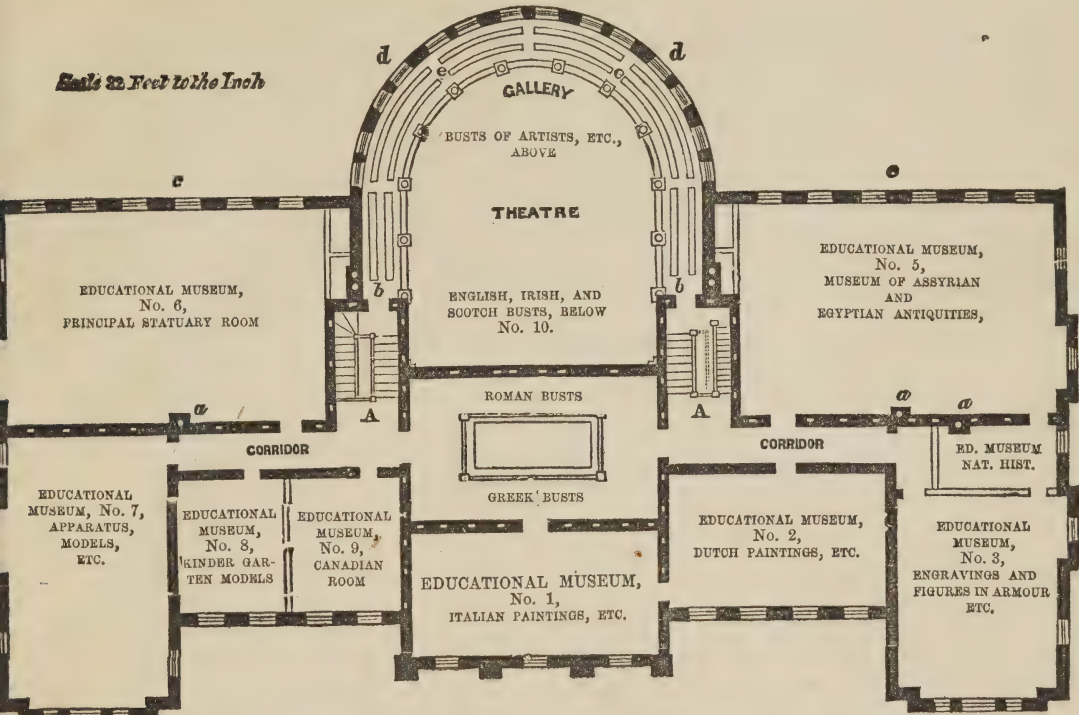 Scale 32 Feet to the Inch
d
d
e
e
GALLERY
BUSTS OF ARTISTS, ETC.,
ABOVE
THEATRE
ENGLISH, IRISH, AND
SCOTCH BUSTS, BELOW
No. 10.
b
b
c
EDUCATIONAL MUSEUM,
No. 6,
PRINCIPAL STATUARY ROOM
e
EDUCATIONAL MUSEUM,
No. 5,
MUSEUM OF ASSYRIAN
AND
EGYPTIAN ANTIQUITIES,
A
A
a
a
a
ROMAN BUSTS
GREEK BUSTS
CORRIDOR
CORRIDOR
ED. MUSEUM
NAT. HIST.
EDUCATIONAL
MUSEUM, No. 7,
APPARATUS,
MODELS,
ETC.
EDUCATIONAL
MUSEUM,
No. 8,
KINDER GAR-
TEN MODELS
EDUCATIONAL
MUSEUM,
No. 9,
CANADIAN
ROOM
EDUCATIONAL MUSEUM,
No. 1,
ITALIAN PAINTINGS, ETC.
EDUCATIONAL MUSEUM,
No. 2,
DUTCH PAINTINGS, ETC.
EDUCATIONAL
MUSEUM,
No. 3,
ENGRAVINGS AND
FIGURES IN ARMOUR
ETC.